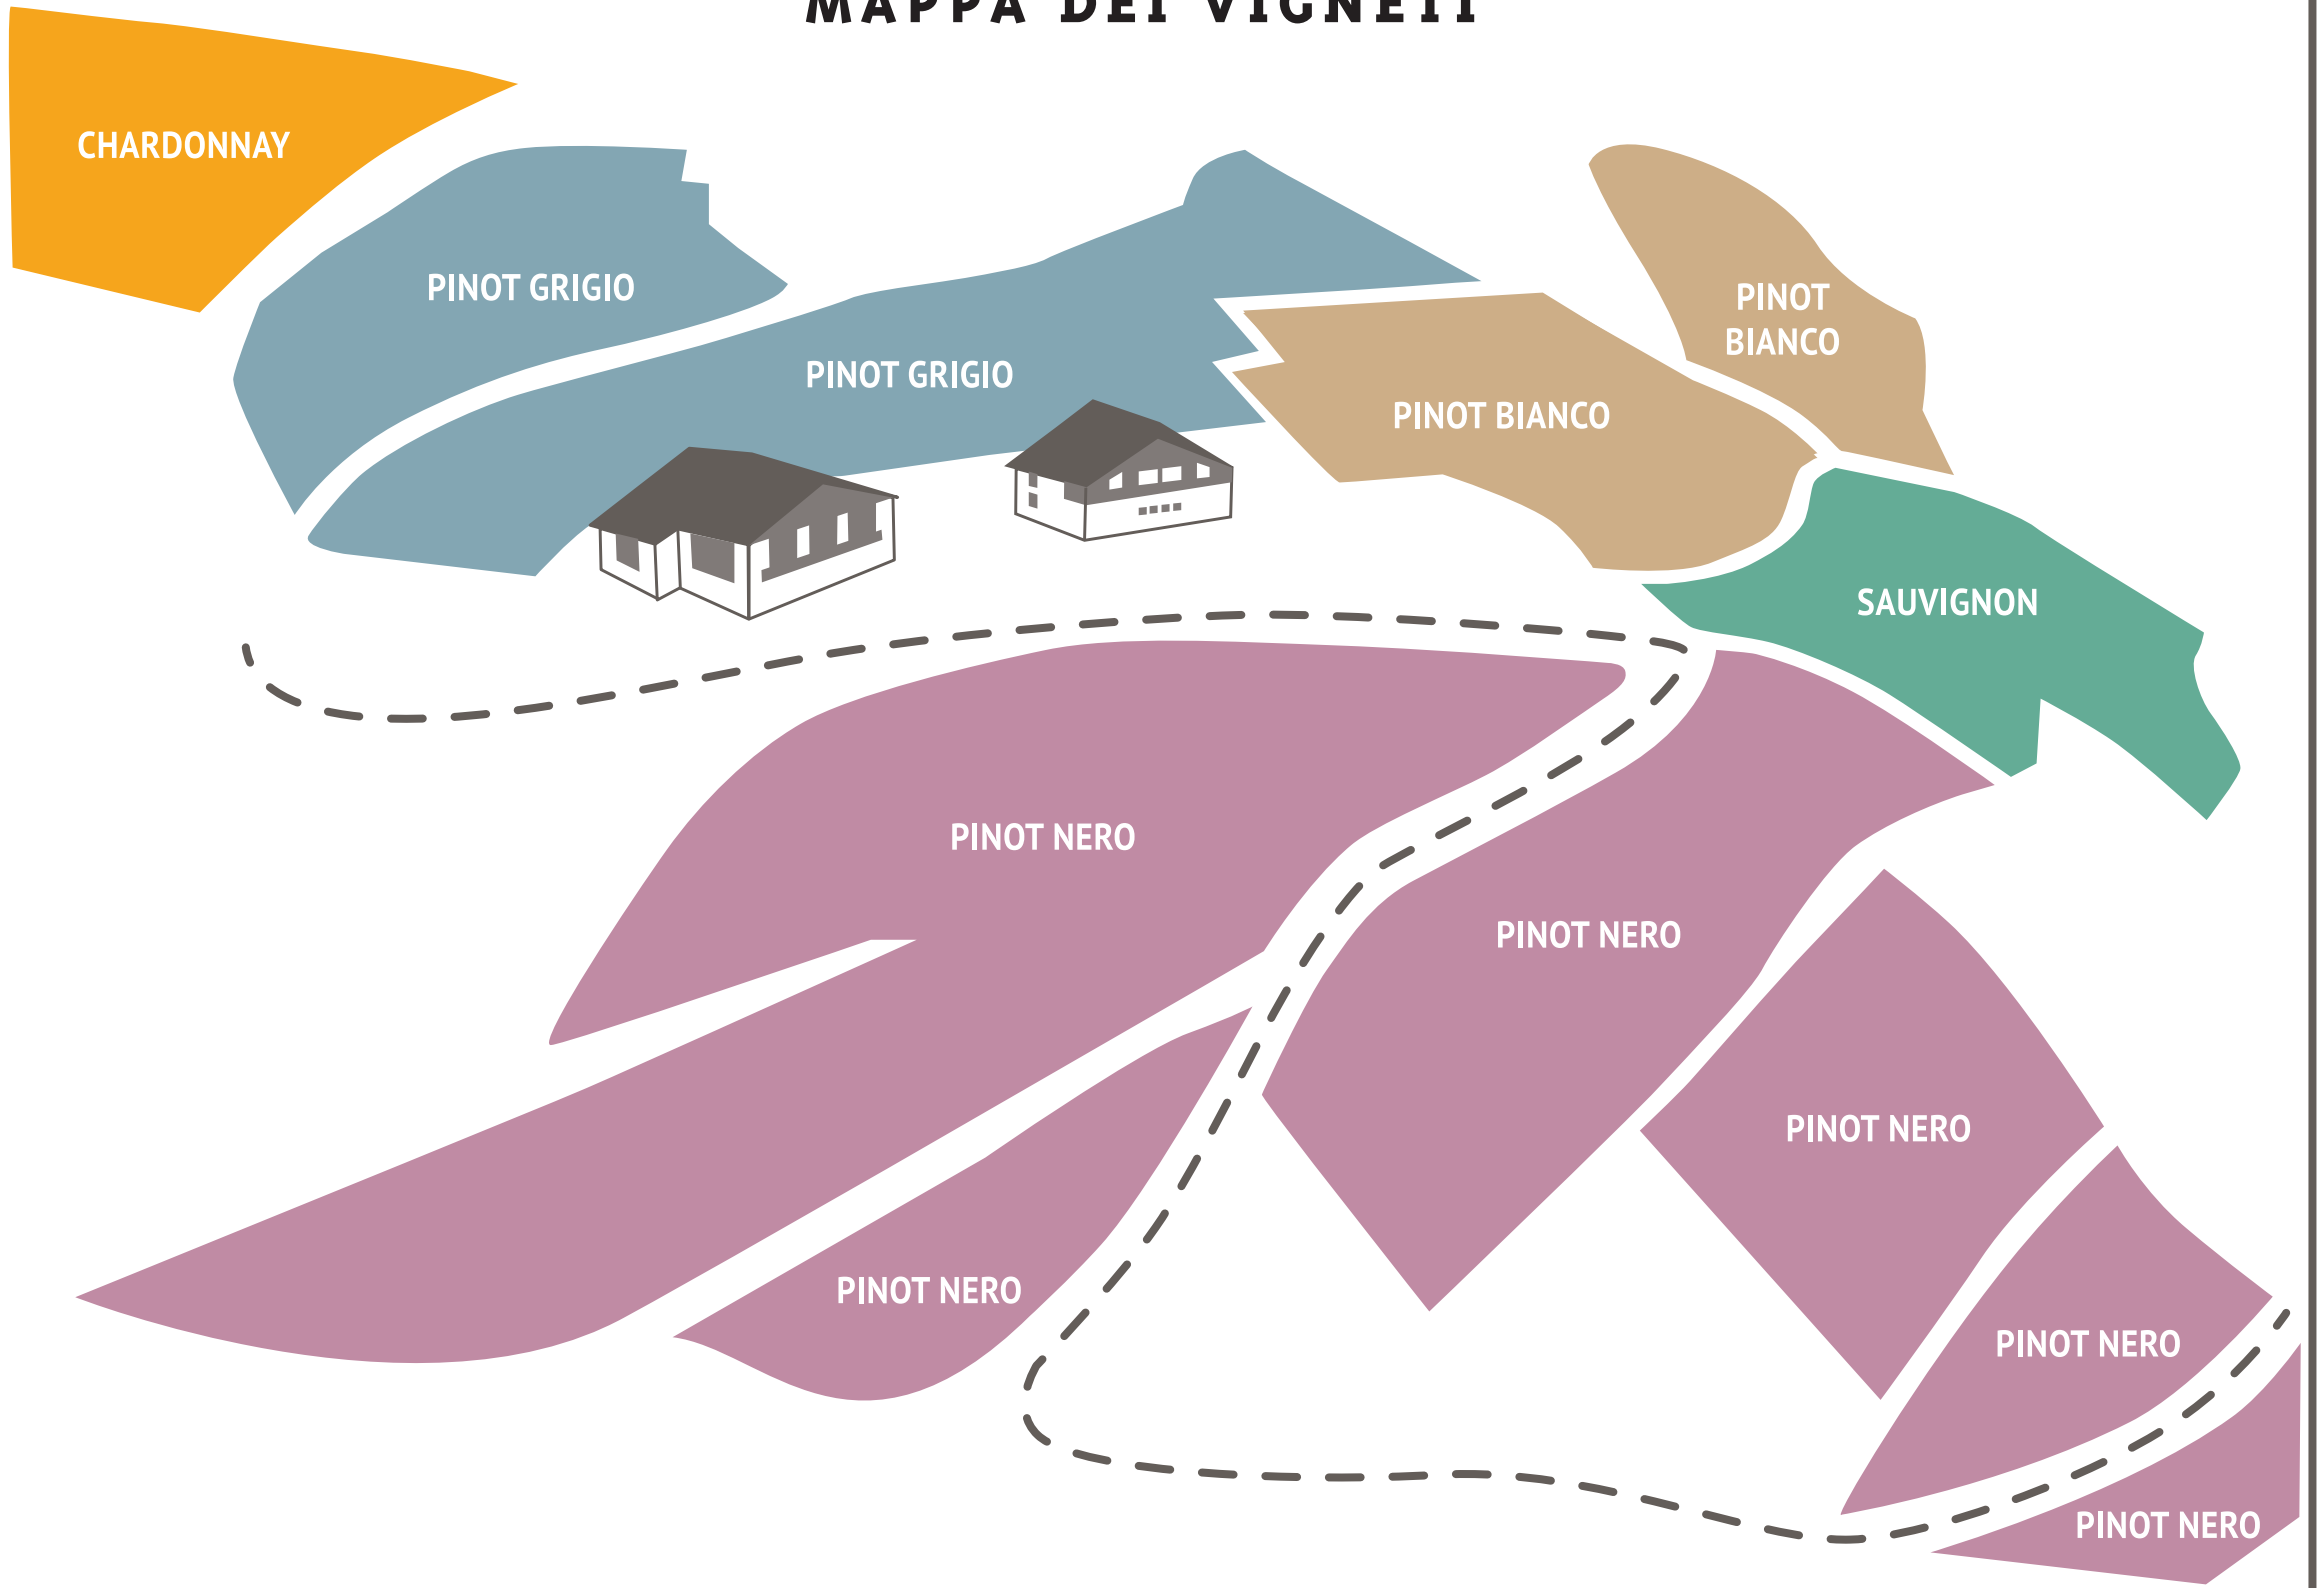 MAPPA DEI VIGNETI
CHARDONNAY
PINOT GRIGIO
PINOT GRIGIO
PINOT
BIANCO
PINOT BIANCO
SAUVIGNON
PINOT NERO
PINOT NERO
PINOT NERO
PINOT NERO
PINOT NERO
PINOT NERO